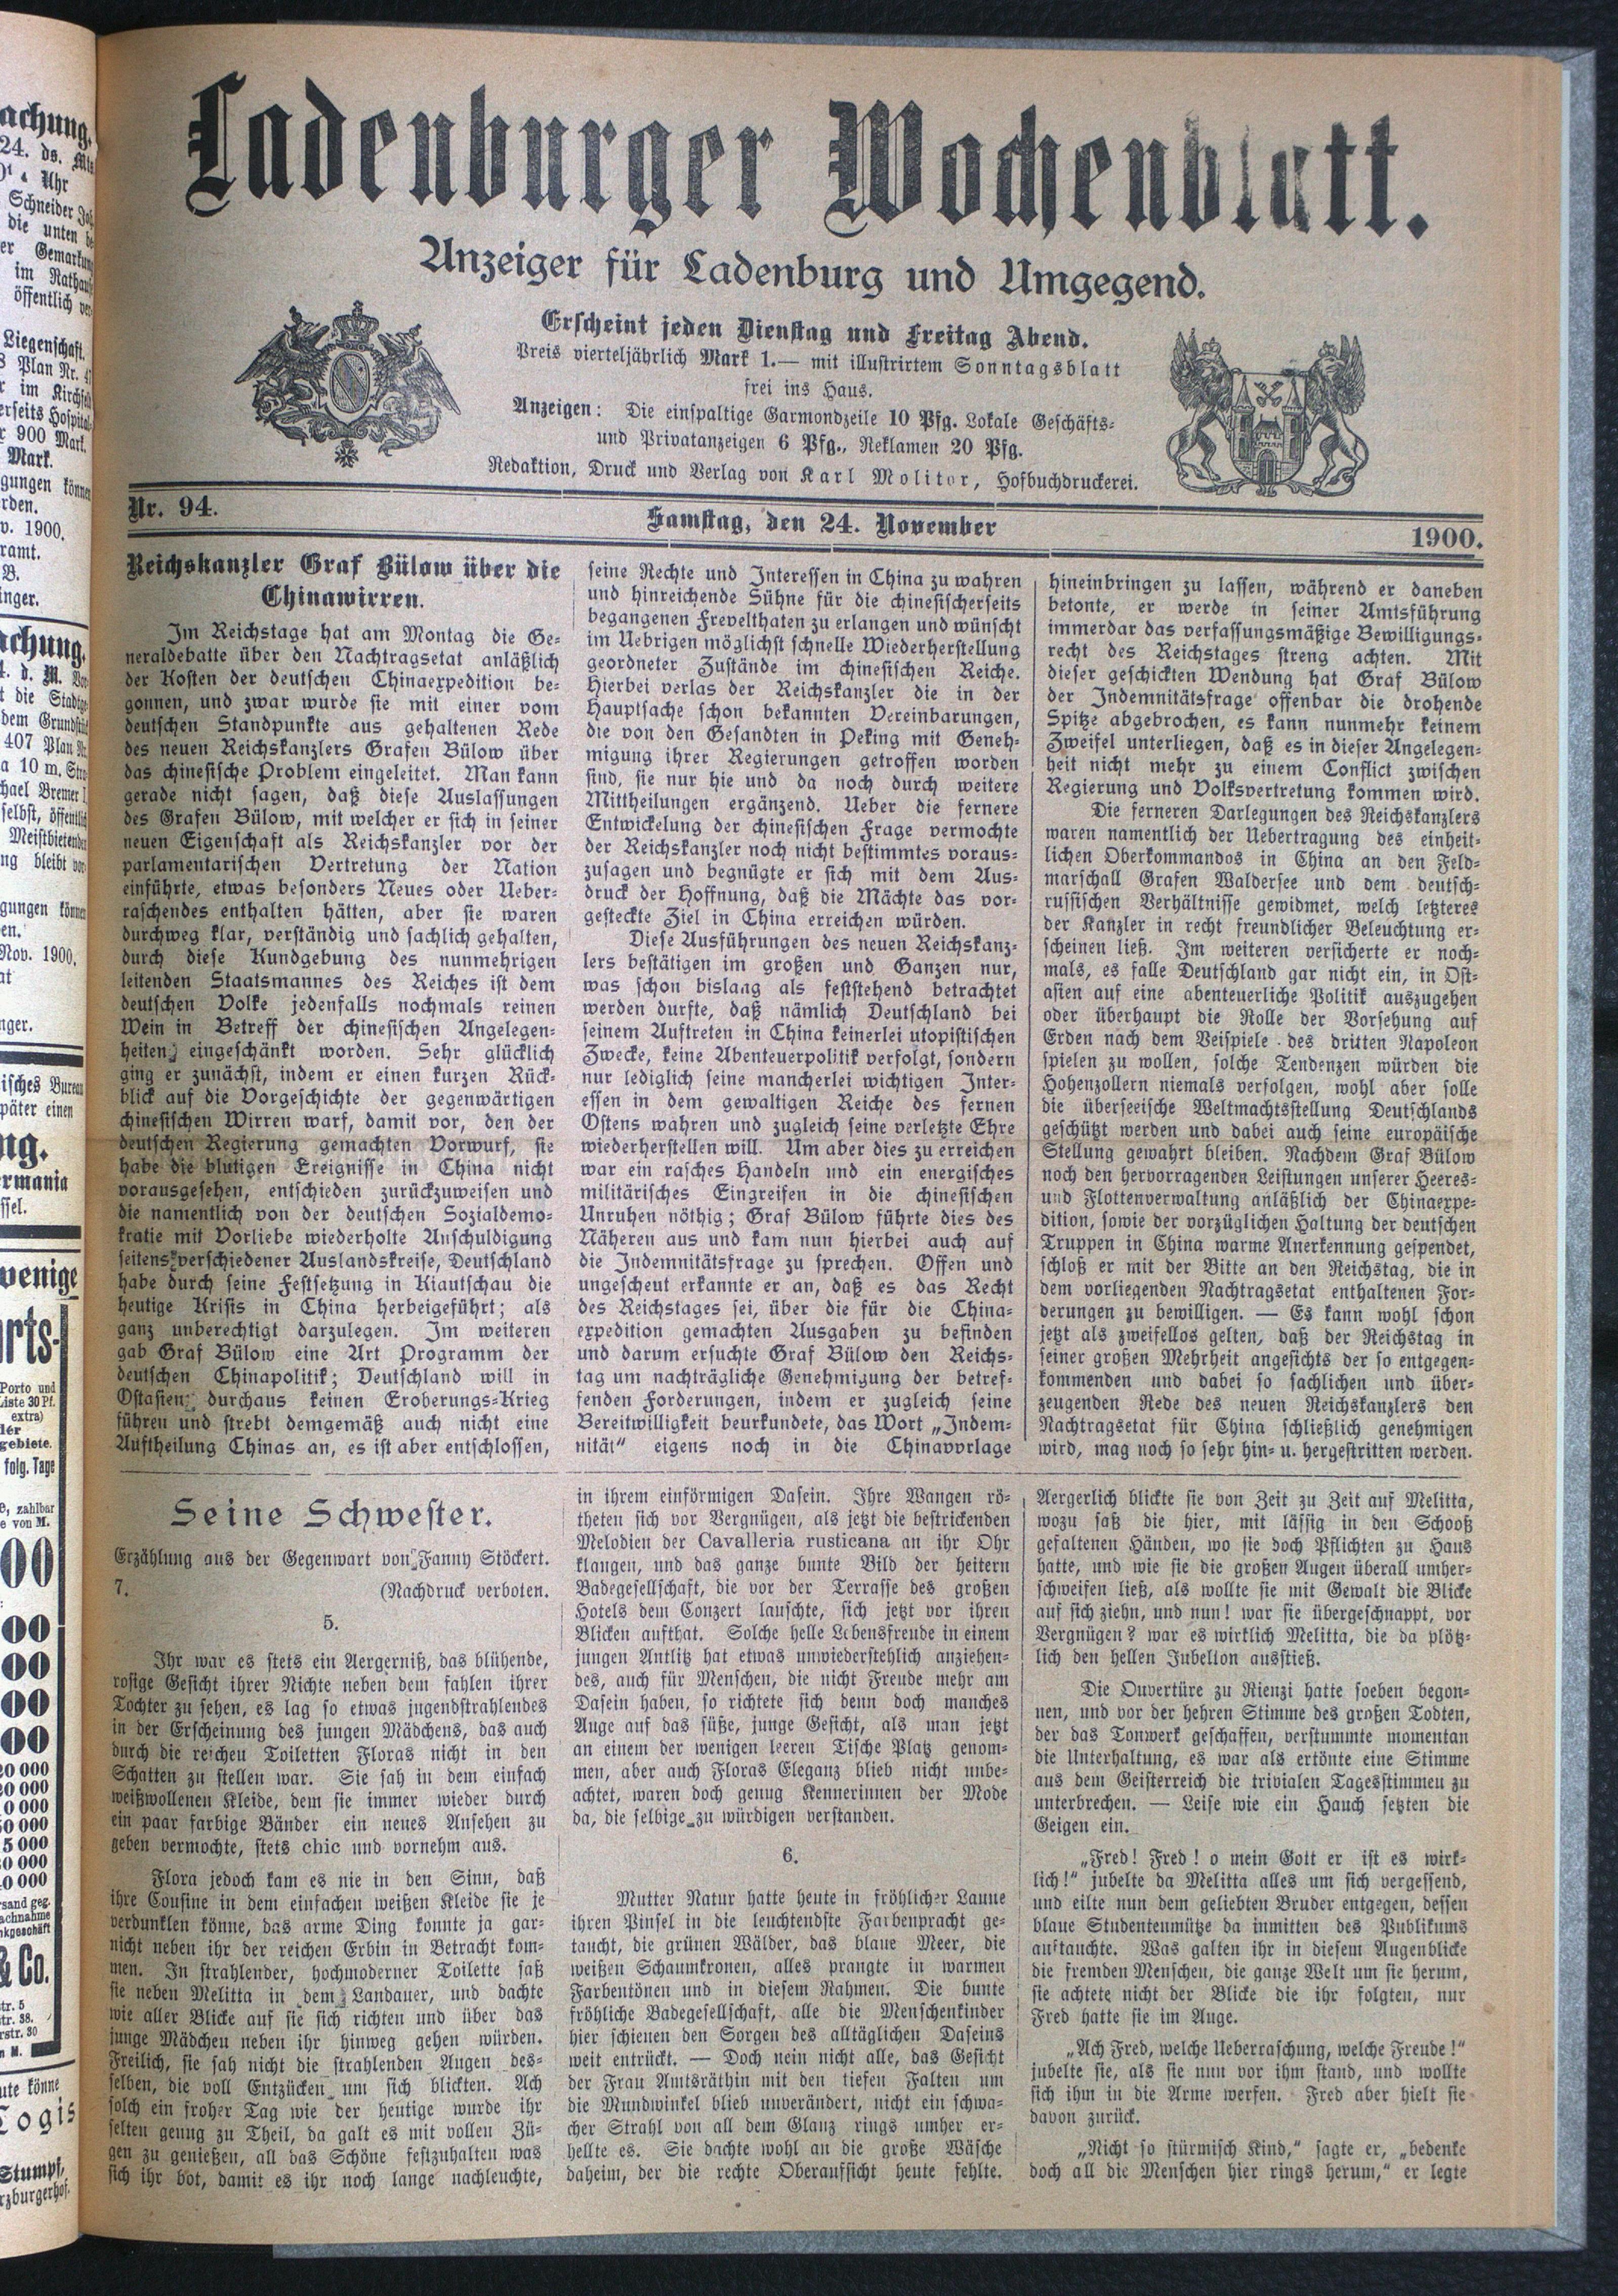 Ladenburger Wochenblatt.
Anzeiger für Ladenburg und Umgegend.
Erscheint jeden Dienstag und Freitag Abend.
Preis vierteljährlich Mark 1.— mit illustrirtem Sonntagsblatt
frei ins Haus.
Anzeigen: Die einspaltige Garmondzeile 10 Pfg. Lokale Geschäfts-
und Privatanzeigen 6 Pfg., Reklamen 20 Pfg.
Redaktion, Druck und Verlag von Karl Molitor, Hofbuchdruckerei.
Nr. 94.
Samstag, den 24. November
1900.
Reichskanzler Graf Bülow über die
Chinawirren.
Im Reichstage hat am Montag die Ge-
neraldebatte über den Nachtragsetat anläßlich
der Kosten der deutschen Chinaexpedition be-
gonnen, und zwar wurde sie mit einer vom
deutschen Standpunkte aus gehaltenen Rede
des neuen Reichskanzlers Grafen Bülow über
das chinesische Problem eingeleitet. Man kann
gerade nicht sagen, daß diese Auslassungen
des Grafen Bülow, mit welcher er sich in seiner
neuen Eigenschaft als Reichskanzler vor der
parlamentarischen Vertretung der Nation
einführte, etwas besonders Neues oder Ueber-
raschendes enthalten hätten, aber sie waren
durchweg klar, verständig und sachlich gehalten,
durch diese Kundgebung des nunmehrigen
leitenden Staatsmannes des Reiches ist dem
deutschen Volke jedenfalls nochmals reinen
Wein in Betreff der chinesischen Angelegen-
heiten eingeschänkt worden. Sehr glücklich
ging er zunächst, indem er einen kurzen Rück-
blick auf die Vorgeschichte der gegenwärtigen
chinesischen Wirren warf, damit vor, den der
deutschen Regierung gemachten Vorwurf, sie
habe die blutigen Ereignisse in China nicht
vorausgesehen, entschieden zurückzuweisen und
die namentlich von der deutschen Sozialdemo-
kratie mit Vorliebe wiederholte Anschuldigung
seitens verschiedener Auslandskreise, Deutschland
habe durch seine Festsetzung in Kiautschau die
heutige Krisis in China herbeigeführt; als
ganz unberechtigt darzulegen. Im weiteren
gab Graf Bülow eine Art Programm der
deutschen Chinapolitik; Deutschland will in
Ostasien durchaus keinen Eroberungs-Krieg
führen und strebt demgemäß auch nicht eine
Auftheilung Chinas an, es ist aber entschlossen,
seine Rechte und Interessen in China zu wahren
und hinreichende Sühne für die chinesischerseits
begangenen Frevelthaten zu erlangen und wünscht
im Uebrigen möglichst schnelle Wiederherstellung
geordneter Zustände im chinesischen Reiche.
Hierbei verlas der Reichskanzler die in der
Hauptsache schon bekannten Vereinbarungen,
die von den Gesandten in Peking mit Geneh-
migung ihrer Regierungen getroffen worden
sind, sie nur hie und da noch durch weitere
Mittheilungen ergänzend. Ueber die fernere
Entwickelung der chinesischen Frage vermochte
der Reichskanzler noch nicht bestimmtes voraus-
zusagen und begnügte er sich mit dem Aus-
druck der Hoffnung, daß die Mächte das vor-
gesteckte Ziel in China erreichen würden.
Diese Ausführungen des neuen Reichskanz-
lers bestätigen im großen und Ganzen nur,
was schon bislang als feststehend betrachtet
werden durfte, daß nämlich Deutschland bei
seinem Auftreten in China keinerlei utopistischen
Zwecke, keine Abenteuerpolitik verfolgt, sondern
nur lediglich seine mancherlei wichtigen Inter-
essen in dem gewaltigen Reiche des fernen
Ostens wahren und zugleich seine verletzte Ehre
wiederherstellen will. Um aber dies zu erreichen
war ein rasches Handeln und ein energisches
militärisches Eingreifen in die chinesischen
Unruhen nöthig; Graf Bülow führte dies des
Näheren aus und kam nun hierbei auch auf
die Indemnitätsfrage zu sprechen. Offen und
ungescheut erkannte er an, daß es das Recht
des Reichstages sei, über die für die China-
expedition gemachten Ausgaben zu befinden
und darum ersuchte Graf Bülow den Reichs-
tag um nachträgliche Genehmigung der betref-
fenden Forderungen, indem er zugleich seine
Bereitwilligkeit beurkundete, das Wort „Indem-
nität“ eigens noch in die Chinavorlage
hineinbringen zu lassen, während er daneben
betonte, er werde in seiner Amtsführung
immerdar das verfassungsmäßige Bewilligungs-
recht des Reichstages streng achten. Mit
dieser geschickten Wendung hat Graf Bülow
der Indemnitätsfrage offenbar die drohende
Spitze abgebrochen, es kann nunmehr keinem
Zweifel unterliegen, daß es in dieser Angelegen-
heit nicht mehr zu einem Conflict zwischen
Regierung und Volksvertretung kommen wird.
Die ferneren Darlegungen des Reichskanzlers
waren namentlich der Uebertragung des einheit-
lichen Oberkommandos in China an den Feld-
marschall Grafen Waldersee und dem deutsch-
russischen Verhältnisse gewidmet, welch letzteres
der Kanzler in recht freundlicher Beleuchtung er-
scheinen ließ. Im weiteren versicherte er noch-
mals, es falle Deutschland gar nicht ein, in Ost-
asien auf eine abenteuerliche Politik auszugehen
oder überhaupt die Rolle der Vorsehung auf
Erden nach dem Beispiele des dritten Napoleon
spielen zu wollen, solche Tendenzen würden die
Hohenzollern niemals verfolgen, wohl aber solle
die überseeische Weltmachtsstellung Deutschlands
geschützt werden und dabei auch seine europäische
Stellung gewahrt bleiben. Nachdem Graf Bülow
noch den hervorragenden Leistungen unserer Heeres-
und Flottenverwaltung anläßlich der Chinaexpe-
dition, sowie der vorzüglichen Haltung der deutschen
Truppen in China warme Anerkennung gespendet,
schloß er mit der Bitte an den Reichstag, die in
dem vorliegenden Nachtragsetat enthaltenen For-
derungen zu bewilligen. — Es kann wohl schon
jetzt als zweifellos gelten, daß der Reichstag in
seiner großen Mehrheit angesichts der so entgegen-
kommenden und dabei so sachlichen und über-
zeugenden Rede des neuen Reichskanzlers den
Nachtragsetat für China schließlich genehmigen
wird, mag noch so sehr hin- u. hergestritten werden.
Seine Schwester.
Erzählung aus der Gegenwart von Fanny Stöckert.
7.
(Nachdruck verboten.
5.
Ihr war es stets ein Aergerniß, das blühende,
rosige Gesicht ihrer Nichte neben dem fahlen ihrer
Tochter zu sehen, es lag so etwas jugendstrahlendes
in der Erscheinung des jungen Mädchens, das auch
durch die reichen Toiletten Floras nicht in den
Schatten zu stellen war. Sie sah in dem einfach
weißwollenen Kleide, dem sie immer wieder durch
ein paar farbige Bänder ein neues Ansehen zu
geben vermochte, stets chic und vornehm aus.
Flora jedoch kam es nie in den Sinn, daß
ihre Cousine in dem einfachen weißen Kleide sie je
verdunklen könne, das arme Ding konnte ja gar-
nicht neben ihr der reichen Erbin in Betracht kom-
men. In strahlender, hochmoderner Toilette saß
sie neben Melitta in dem Landauer, und dachte
wie aller Blicke auf sie sich richten und über das
junge Mädchen neben ihr hinweg gehen würden.
Freilich, sie sah nicht die strahlenden Augen des-
selben, die voll Entzücken um sich blickten. Ach
solch ein froher Tag wie der heutige wurde ihr
selten genug zu Theil, da galt es mit vollen Zü-
gen zu genießen, all das Schöne festzuhalten was
sich ihr bot, damit es ihr noch lange nachleuchte,
in ihrem einförmigen Dasein. Ihre Wangen rö-
theten sich vor Vergnügen, als jetzt die bestrickenden
Melodien der Cavalleria rusticana an ihr Ohr
klangen, und das ganze bunte Bild der heitern
Badegesellschaft, die vor der Terrasse des großen
Hotels dem Conzert lauschte, sich jetzt vor ihren
Blicken aufthat. Solche helle Lebensfreude in einem
jungen Antlitz hat etwas unwiederstehlich anziehen-
des, auch für Menschen, die nicht Freude mehr am
Dasein haben, so richtete sich denn doch manches
Auge auf das süße, junge Gesicht, als man jetzt
an einem der wenigen leeren Tische Platz genom-
men, aber auch Floras Eleganz blieb nicht unbe-
achtet, waren doch genug Kennerinnen der Mode
da, die selbige zu würdigen verstanden.
6.
Mutter Natur hatte heute in fröhlicher Laune
ihren Pinsel in die leuchtendste Farbenpracht ge-
taucht, die grünen Wälder, das blaue Meer, die
weißen Schaumkronen, alles prangte in warmen
Farbentönen und in diesem Rahmen. Die bunte
fröhliche Badegesellschaft, alle die Menschenkinder
hier schienen den Sorgen des alltäglichen Daseins
weit entrückt. — Doch nein nicht alle, das Gesicht
der Frau Amtsräthin mit den tiefen Falten um
die Mundwinkel blieb unverändert, nicht ein schwa-
cher Strahl von all dem Glanz rings umher er-
hellte es. Sie dachte wohl an die große Wäsche
daheim, der die rechte Oberaufsicht heute fehlte.
Aergerlich blickte sie von Zeit zu Zeit auf Melitta,
wozu saß die hier, mit lässig in den Schooß
gefaltenen Händen, wo sie doch Pflichten zu Haus
hatte, und wie sie die großen Augen überall umher-
schweifen ließ, als wollte sie mit Gewalt die Blicke
auf sich ziehn, und nun! war sie übergeschnappt, vor
Vergnügen? war es wirklich Melitta, die da plötz-
lich den hellen Jubelton ausstieß.
Die Ouvertüre zu Rienzi hatte soeben begon-
nen, und vor der hehren Stimme des großen Todten,
der das Tonwerk geschaffen, verstummte momentan
die Unterhaltung, es war als ertönte eine Stimme
aus dem Geisterreich die trivialen Tagesstimmen zu
unterbrechen. — Leise wie ein Hauch setzten die
Geigen ein.
„Fred! Fred! o mein Gott er ist es wirk-
lich!“ jubelte da Melitta alles um sich vergessend,
und eilte nun dem geliebten Bruder entgegen, dessen
blaue Studentenmütze da inmitten des Publikums
auftauchte. Was galten ihr in diesem Augenblicke
die fremden Menschen, die ganze Welt um sie herum,
sie achtete nicht der Blicke die ihr folgten, nur
Fred hatte sie im Auge.
„Ach Fred, welche Ueberraschung, welche Freude!“
jubelte sie, als sie nun vor ihm stand, und wollte
sich ihm in die Arme werfen. Fred aber hielt sie
davon zurück.
„Nicht so stürmisch Kind,“ sagte er, „bedenke
doch all die Menschen hier rings herum,“ er legte